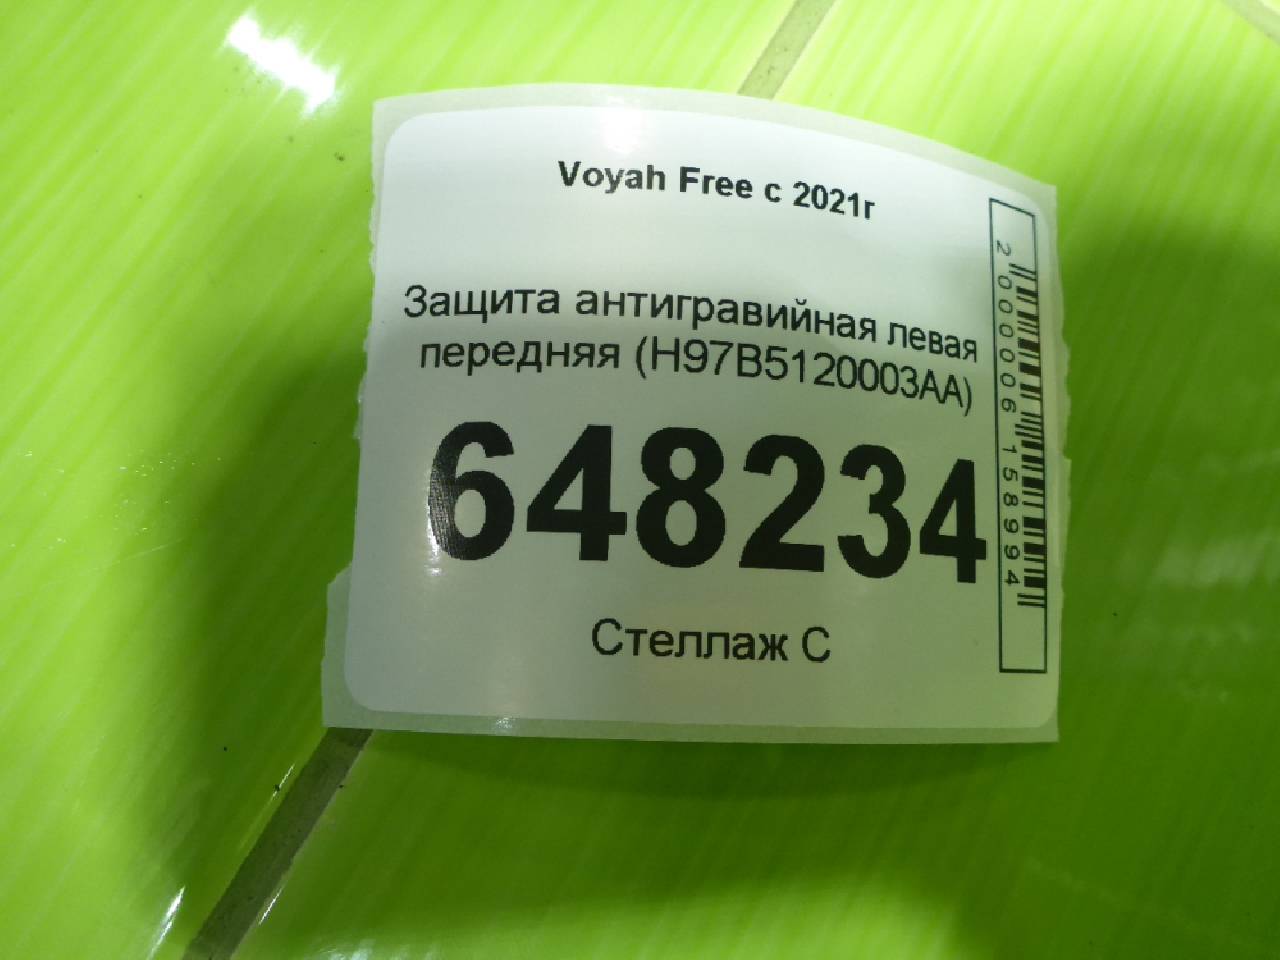 Voyah Free с 2021г
Защита антигравийная левая
передняя (H97B5120003AA)
648234
Стеллаж С
2000006158994